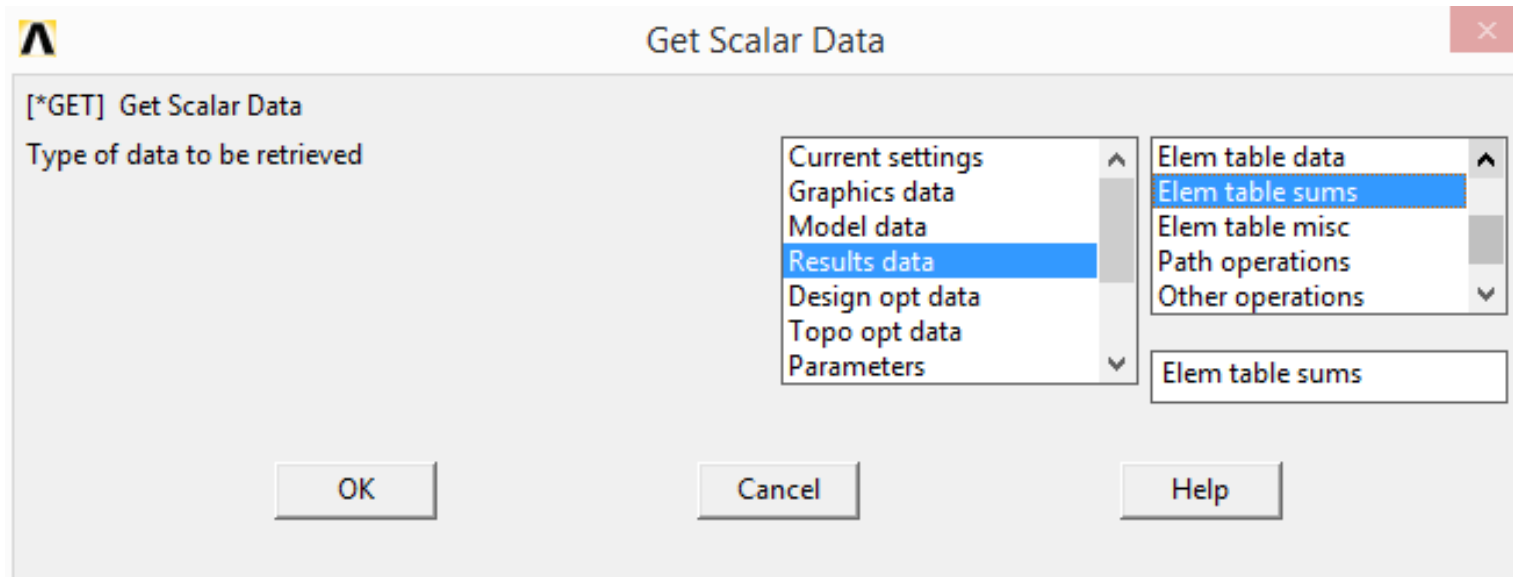 Get Scalar Data
[*GET] Get Scalar Data
Type of data to be retrieved
Current settings
Graphics data
Model data
Results data
Design opt data
Topo opt data
Parameters
Elem table data
Elem table sums
Elem table misc
Path operations
Other operations
Elem table sums
OK
Cancel
Help